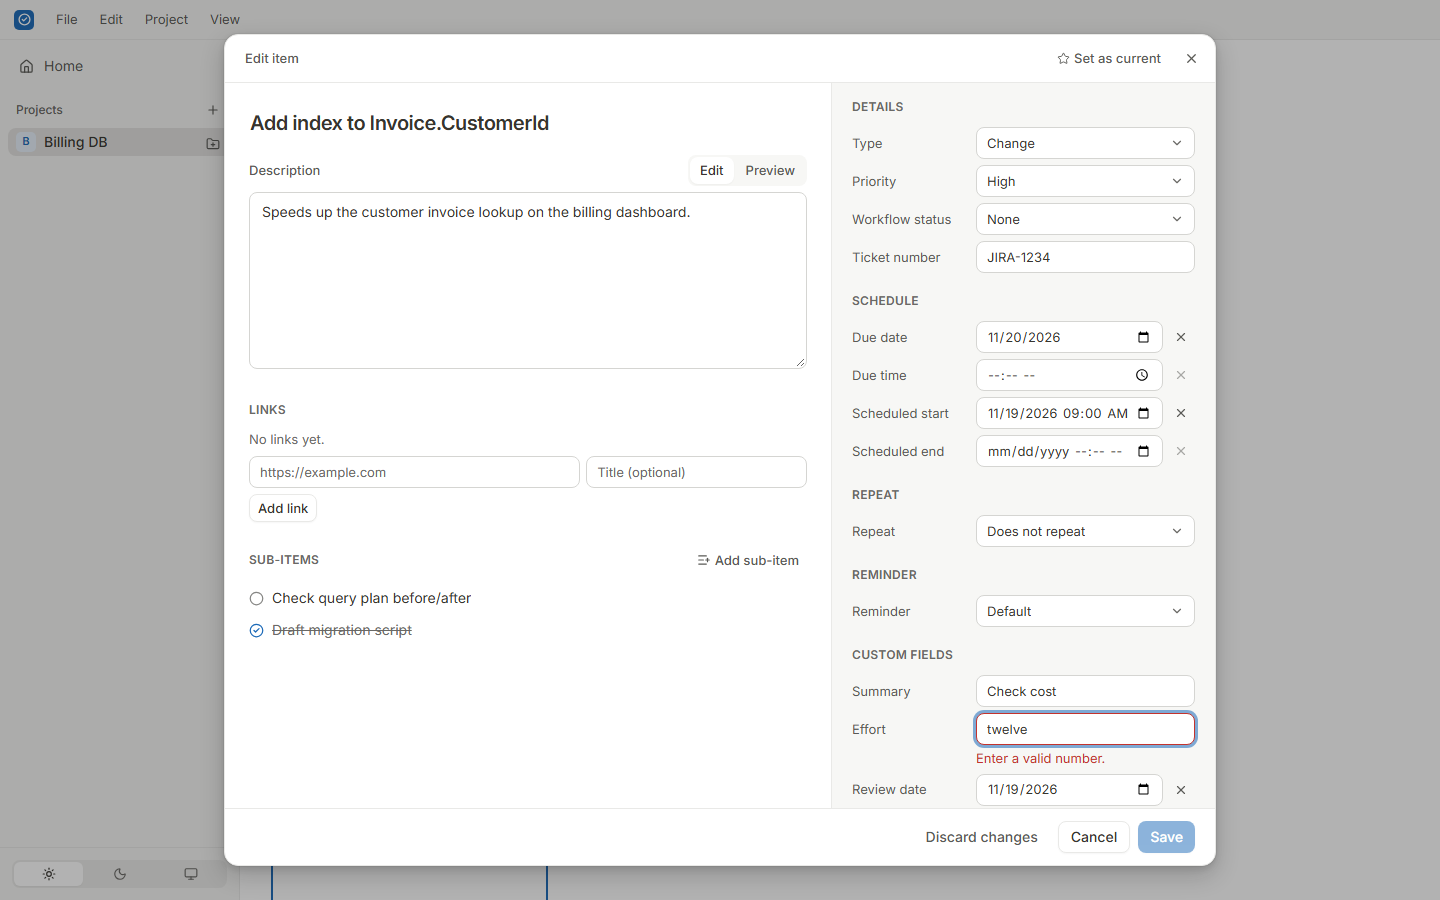 File Edit Project View
Home
Projects
B Billing DB
Edit item
Set as current
Add index to Invoice.CustomerId
Description
Edit Preview
Speeds up the customer invoice lookup on the billing dashboard.
LINKS
No links yet.
https://example.com
Title (optional)
Add link
SUB-ITEMS
Add sub-item
Check query plan before/after
Draft migration script
DETAILS
Type Change
Priority High
Workflow status None
Ticket number JIRA-1234
SCHEDULE
Due date 11/20/2026
Due time --:-- --
Scheduled start 11/19/2026 09:00 AM
Scheduled end mm/dd/yyyy --:-- --
REPEAT
Repeat Does not repeat
REMINDER
Reminder Default
CUSTOM FIELDS
Summary Check cost
Effort twelve
Enter a valid number.
Review date 11/19/2026
Discard changes Cancel Save